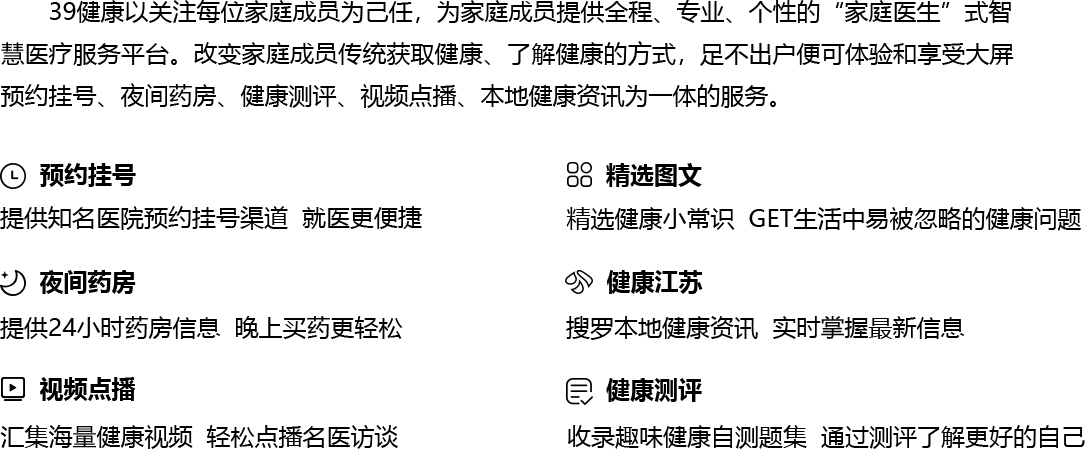 39健康以关注每位家庭成员为己任，为家庭成员提供全程、专业、个性的“家庭医生”式智
慧医疗服务平台。改变家庭成员传统获取健康、了解健康的方式，足不出户便可体验和享受大屏
预约挂号、夜间药房、健康测评、视频点播、本地健康资讯为一体的服务。
预约挂号
提供知名医院预约挂号渠道 就医更便捷
精选图文
精选健康小常识 GET生活中易被忽略的健康问题
夜间药房
提供24小时药房信息 晚上买药更轻松
健康江苏
搜罗本地健康资讯 实时掌握最新信息
视频点播
汇集海量健康视频 轻松点播名医访谈
健康测评
收录趣味健康自测题集 通过测评了解更好的自己